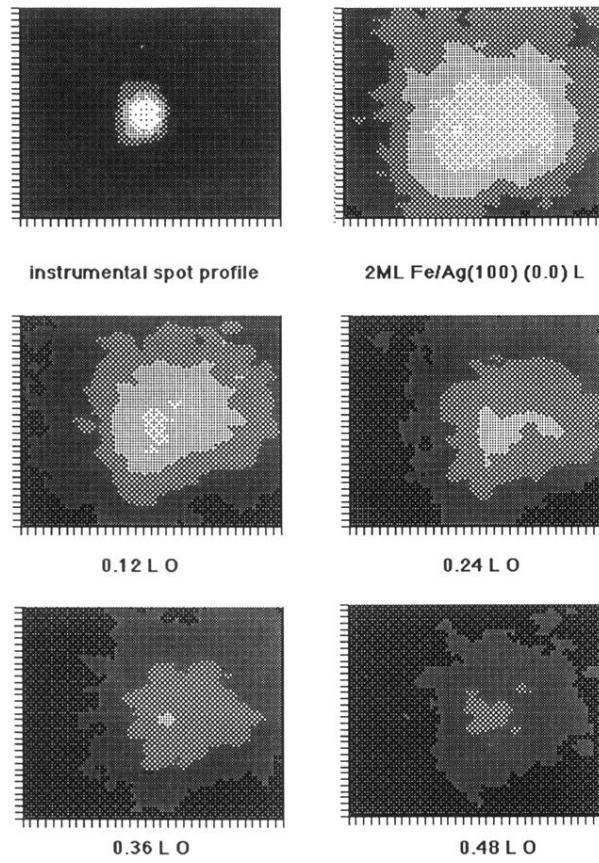 instrumental spot profile
2ML Fe/Ag(100) (0.0) L
0.12 L O
0.24 L O
0.36 L O
0.48 L O